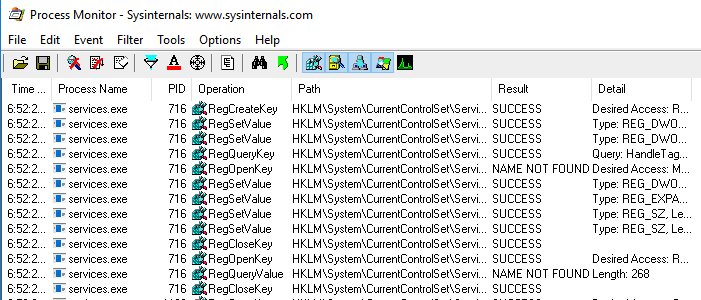 Process Monitor - Sysinternals: www.sysinternals.com
File Edit Event Filter Tools Options Help
Time ... Process Name PID Operation Path Result Detail
6:52:2... services.exe 716 RegCreateKey HKLM\System\CurrentControlSet\Servi... SUCCESS Desired Access: R...
6:52:2... services.exe 716 RegSetValue HKLM\System\CurrentControlSet\Servi... SUCCESS Type: REG_DWO...
6:52:2... services.exe 716 RegSetValue HKLM\System\CurrentControlSet\Servi... SUCCESS Type: REG_DWO...
6:52:2... services.exe 716 RegQueryKey HKLM\System\CurrentControlSet\Servi... SUCCESS Query: HandleTag...
6:52:2... services.exe 716 RegOpenKey HKLM\System\CurrentControlSet\Servi... NAME NOT FOUND Desired Access: M...
6:52:2... services.exe 716 RegSetValue HKLM\System\CurrentControlSet\Servi... SUCCESS Type: REG_DWO...
6:52:2... services.exe 716 RegSetValue HKLM\System\CurrentControlSet\Servi... SUCCESS Type: REG_EXPA...
6:52:2... services.exe 716 RegSetValue HKLM\System\CurrentControlSet\Servi... SUCCESS Type: REG_SZ, Le...
6:52:2... services.exe 716 RegSetValue HKLM\System\CurrentControlSet\Servi... SUCCESS Type: REG_SZ, Le...
6:52:2... services.exe 716 RegCloseKey HKLM\System\CurrentControlSet\Servi... SUCCESS
6:52:2... services.exe 716 RegOpenKey HKLM\System\CurrentControlSet\Servi... SUCCESS Desired Access: R...
6:52:2... services.exe 716 RegQueryValue HKLM\System\CurrentControlSet\Servi... NAME NOT FOUND Length: 268
6:52:2... services.exe 716 RegCloseKey HKLM\System\CurrentControlSet\Servi... SUCCESS